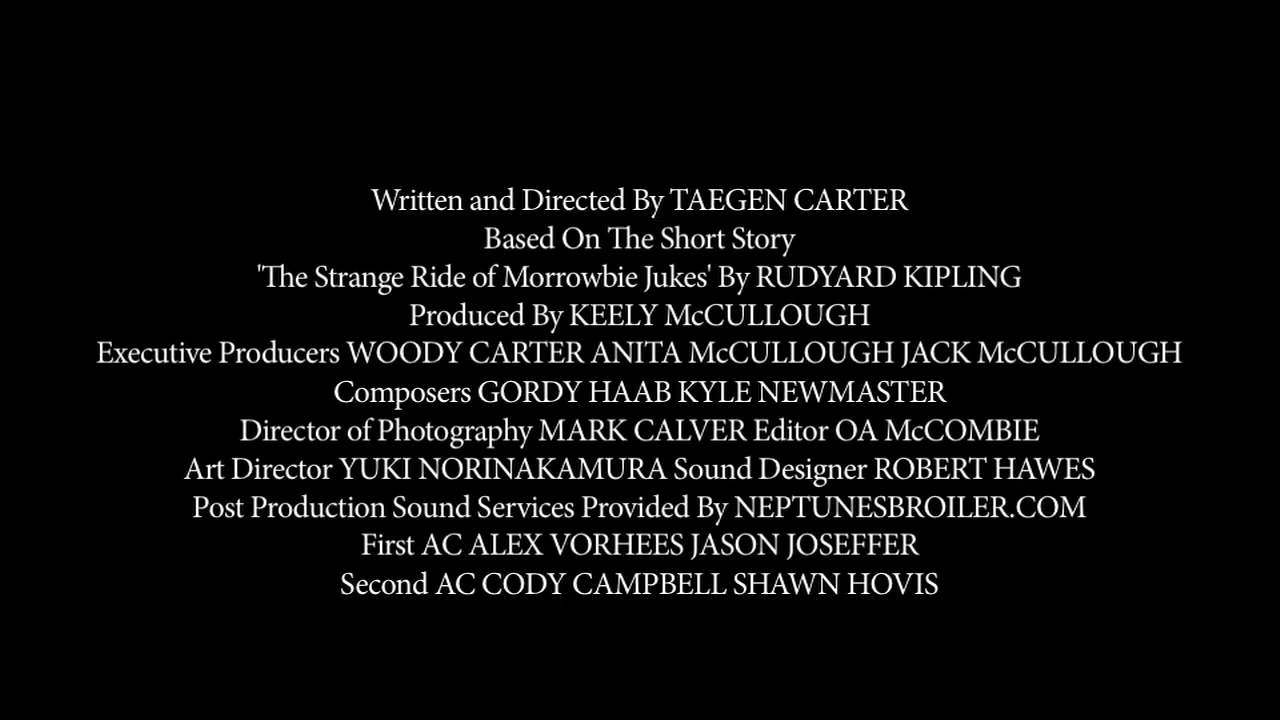 Written and Directed By TAEGEN CARTER
Based On The Short Story
'The Strange Ride of Morrowbie Jukes' By RUDYARD KIPLING
Produced By KEELY McCULLOUGH
Executive Producers WOODY CARTER ANITA McCULLOUGH JACK McCULLOUGH
Composers GORDY HAAB KYLE NEWMASTER
Director of Photography MARK CALVER Editor OA McCOMBIE
Art Director YUKI NORINAKAMURA Sound Designer ROBERT HAWES
Post Production Sound Services Provided By NEPTUNESBROILER.COM
First AC ALEX VORHEES JASON JOSEFFER
Second AC CODY CAMPBELL SHAWN HOVIS